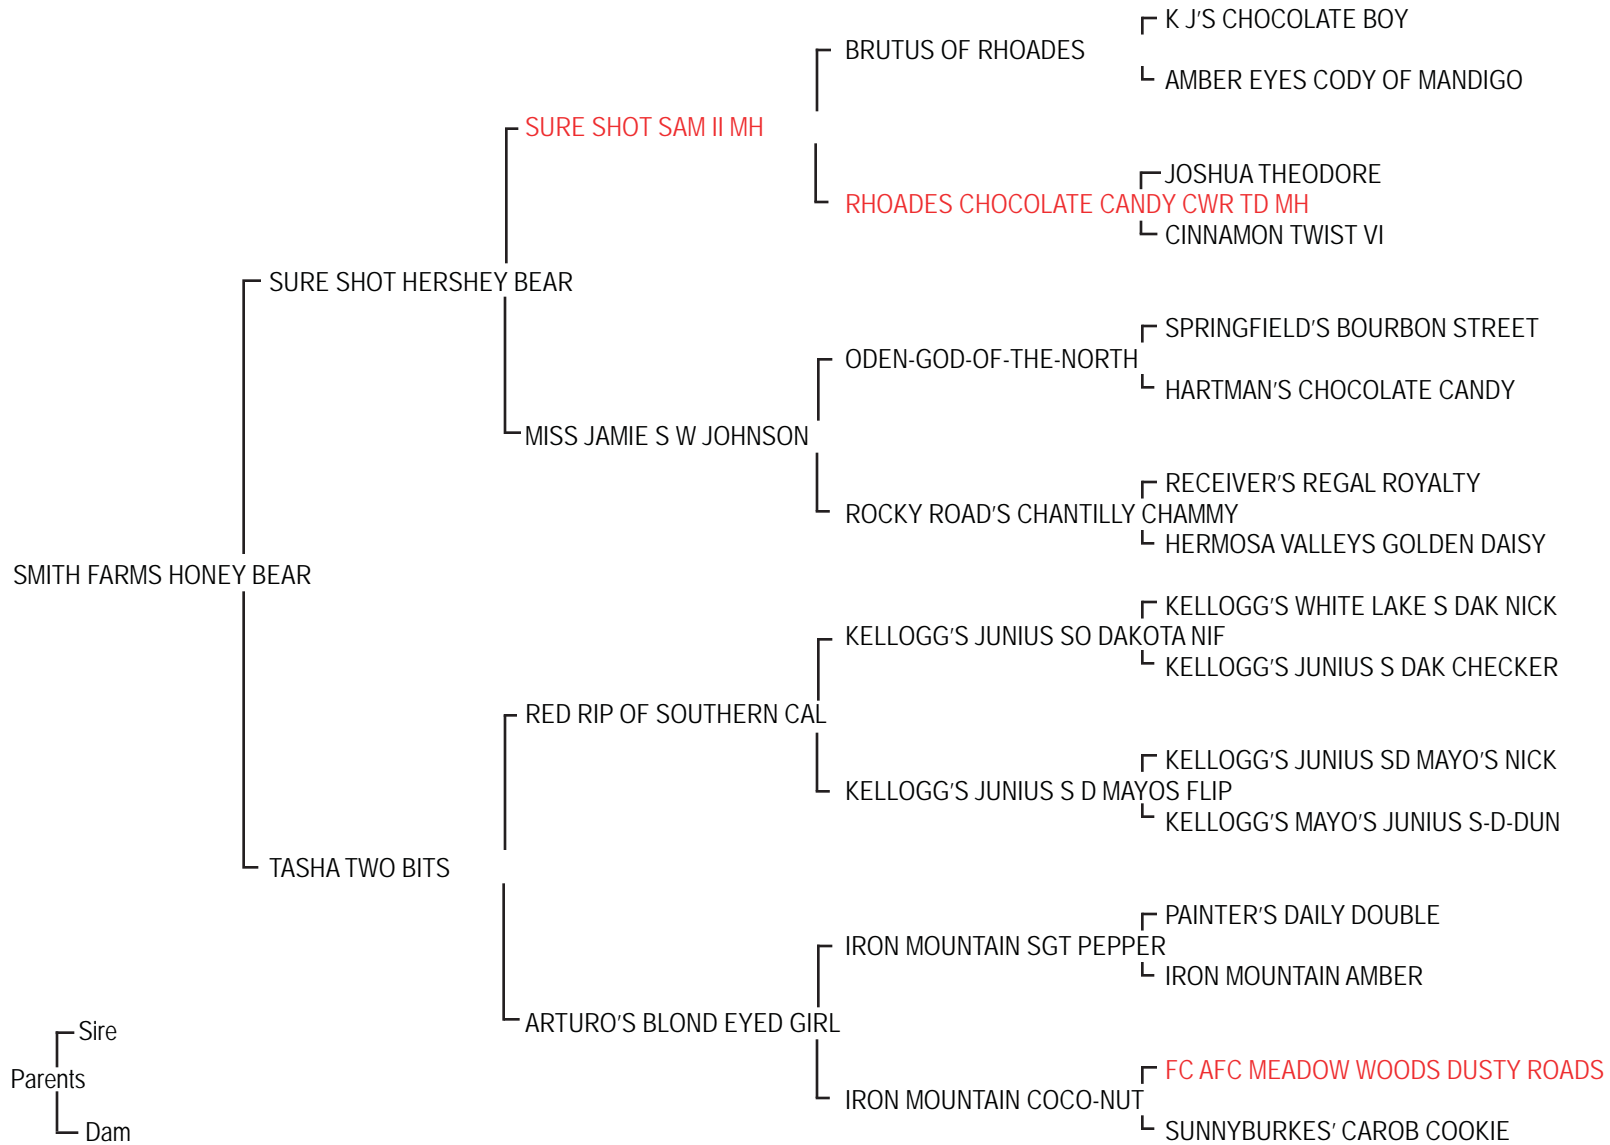 K J'S CHOCOLATE BOY
BRUTUS OF RHOADES
AMBER EYES CODY OF MANDIGO
SURE SHOT SAM II MH
JOSHUA THEODORE
RHOADES CHOCOLATE CANDY CWR TD MH
CINNAMON TWIST VI
SURE SHOT HERSHEY BEAR
SPRINGFIELD'S BOURBON STREET
ODEN-GOD-OF-THE-NORTH
HARTMAN'S CHOCOLATE CANDY
MISS JAMIE S W JOHNSON
RECEIVER'S REGAL ROYALTY
ROCKY ROAD'S CHANTILLY CHAMMY
HERMOSA VALLEYS GOLDEN DAISY
SMITH FARMS HONEY BEAR
KELLOGG'S WHITE LAKE S DAK NICK
KELLOGG'S JUNIUS SO DAKOTA NIF
KELLOGG'S JUNIUS S DAK CHECKER
RED RIP OF SOUTHERN CAL
KELLOGG'S JUNIUS SD MAYO'S NICK
KELLOGG'S JUNIUS S D MAYOS FLIP
KELLOGG'S MAYO'S JUNIUS S-D-DUN
TASHA TWO BITS
PAINTER'S DAILY DOUBLE
IRON MOUNTAIN SGT PEPPER
IRON MOUNTAIN AMBER
ARTURO'S BLOND EYED GIRL
FC AFC MEADOW WOODS DUSTY ROADS
IRON MOUNTAIN COCO-NUT
SUNNYBURKES' CAROB COOKIE
Sire
Parents
Dam